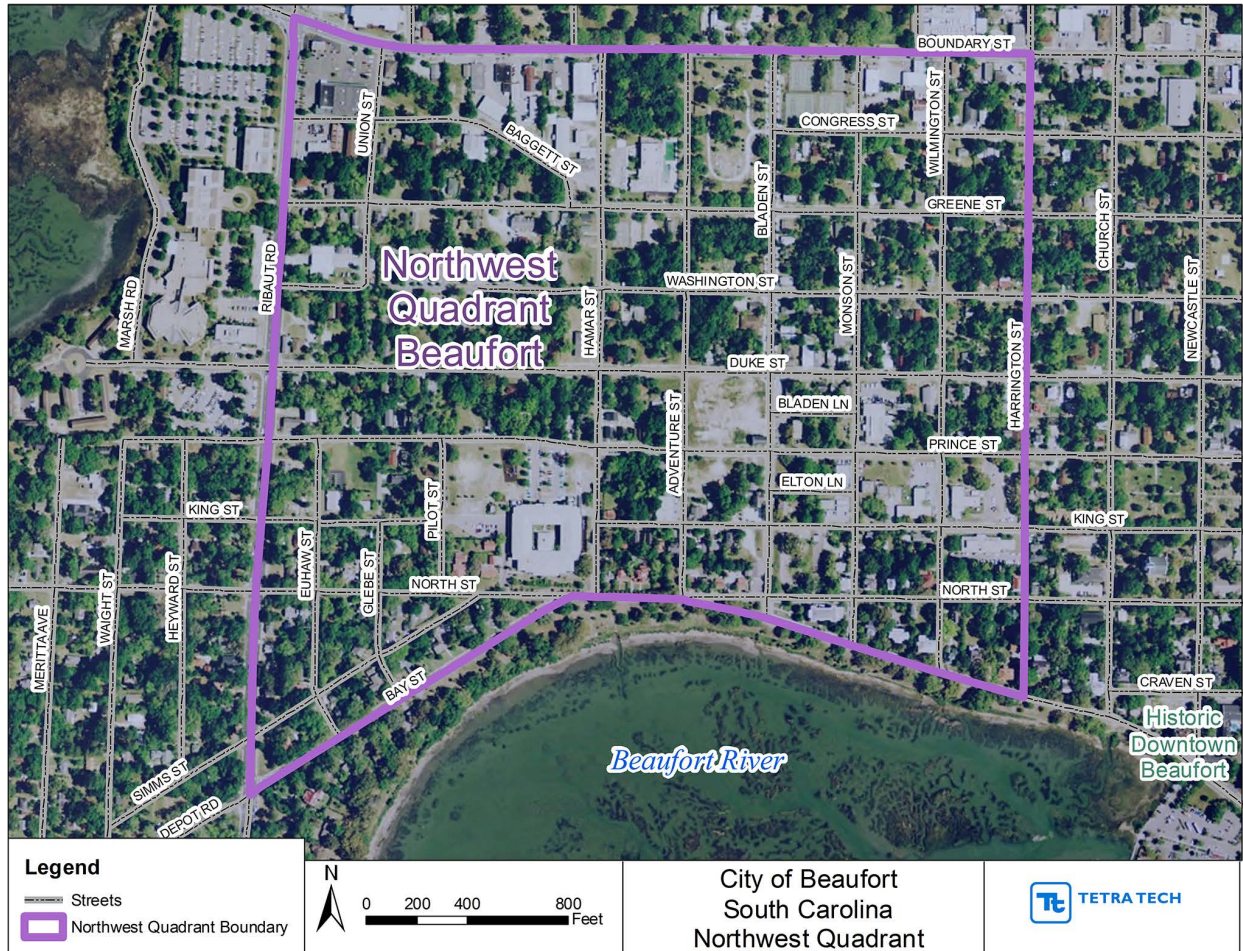 BOUNDARY ST
UNION ST
BAGGETT ST
CONGRESS ST
WILMINGTON ST
BLADEN ST
GREENE ST
CHURCH ST
MARSH RD
RIBAUT RD
Northwest
Quadrant
Beaufort
HAMAR ST
WASHINGTON ST
MONSON ST
HARRINGTON ST
NEWCASTLE ST
DUKE ST
ADVENTURE ST
BLADEN LN
PRINCE ST
ELTON LN
KING ST
PILOT ST
KING ST
MERITTA AVE
WAIGHT ST
HEYWARD ST
EUHAW ST
GLEBE ST
NORTH ST
NORTH ST
BAY ST
SIMMS ST
DEPOT RD
CRAVEN ST
Historic
Downtown
Beaufort
Beaufort River
Legend
Streets
Northwest Quadrant Boundary
N
0 200 400 800
Feet
City of Beaufort
South Carolina
Northwest Quadrant
Tt TETRA TECH